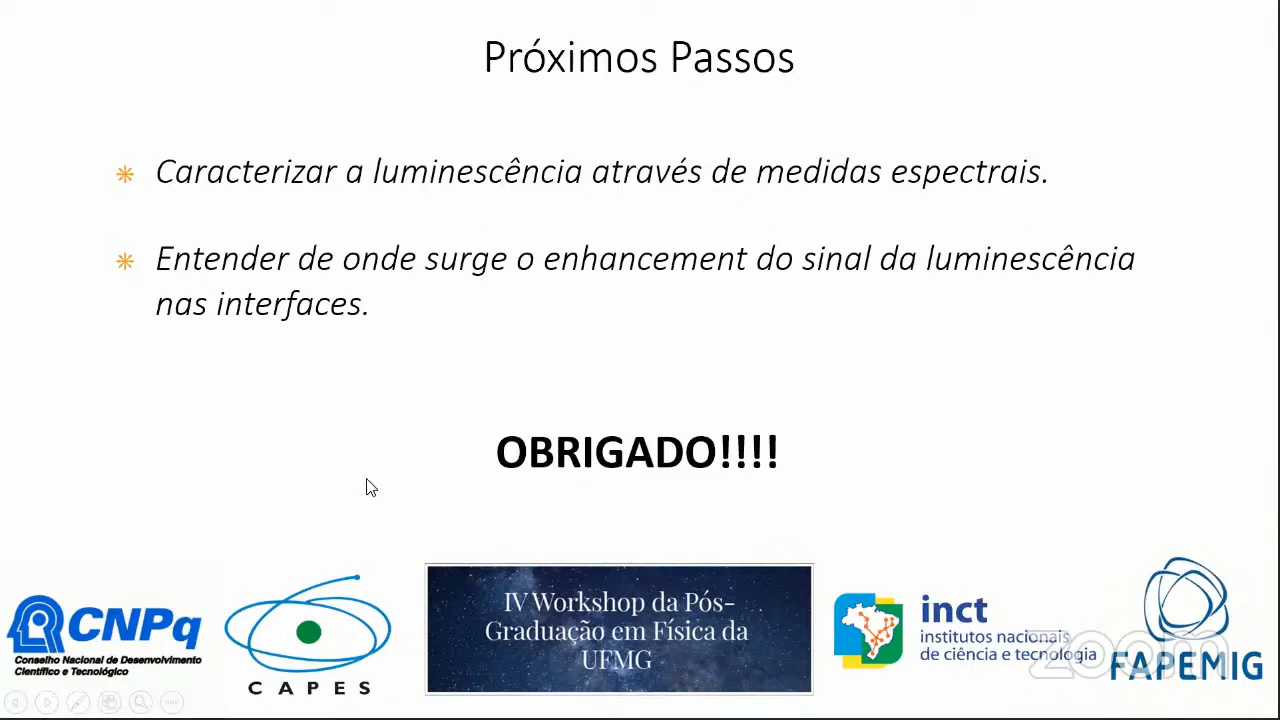 Próximos Passos
Caracterizar a luminescência através de medidas espectrais.
Entender de onde surge o enhancement do sinal da luminescência
nas interfaces.
OBRIGADO!!!!
CNPq
Conselho Nacional de Desenvolvimento
Científico e Tecnológico
CAPES
IV Workshop da Pós-
Graduação em Física da
UFMG
inct
institutos nacionais
de ciência e tecnologia
zoom
FAPEMIG